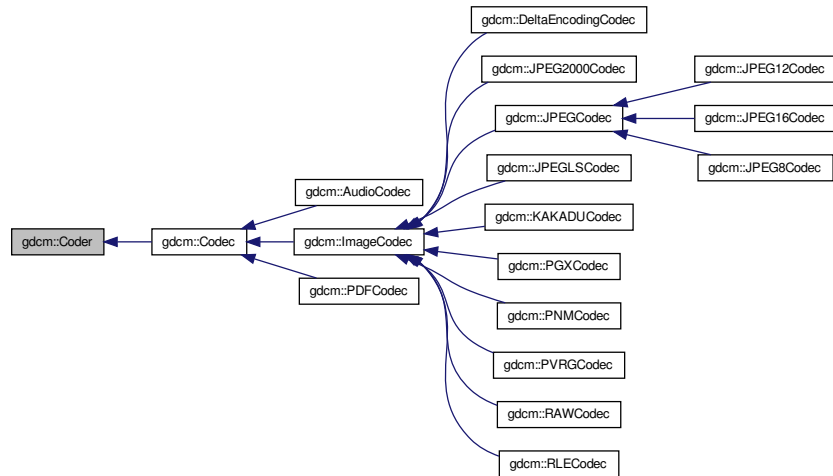 gdcm::DeltaEncodingCodec
gdcm::JPEG2000Codec
gdcm::JPEG12Codec
gdcm::JPEGCodec
gdcm::JPEG16Codec
gdcm::JPEGLSCodec
gdcm::JPEG8Codec
gdcm::AudioCodec
gdcm::KAKADUCodec
gdcm::Coder
gdcm::Codec
gdcm::ImageCodec
gdcm::PGXCodec
gdcm::PDFCodec
gdcm::PNMCodec
gdcm::PVRGCodec
gdcm::RAWCodec
gdcm::RLECodec